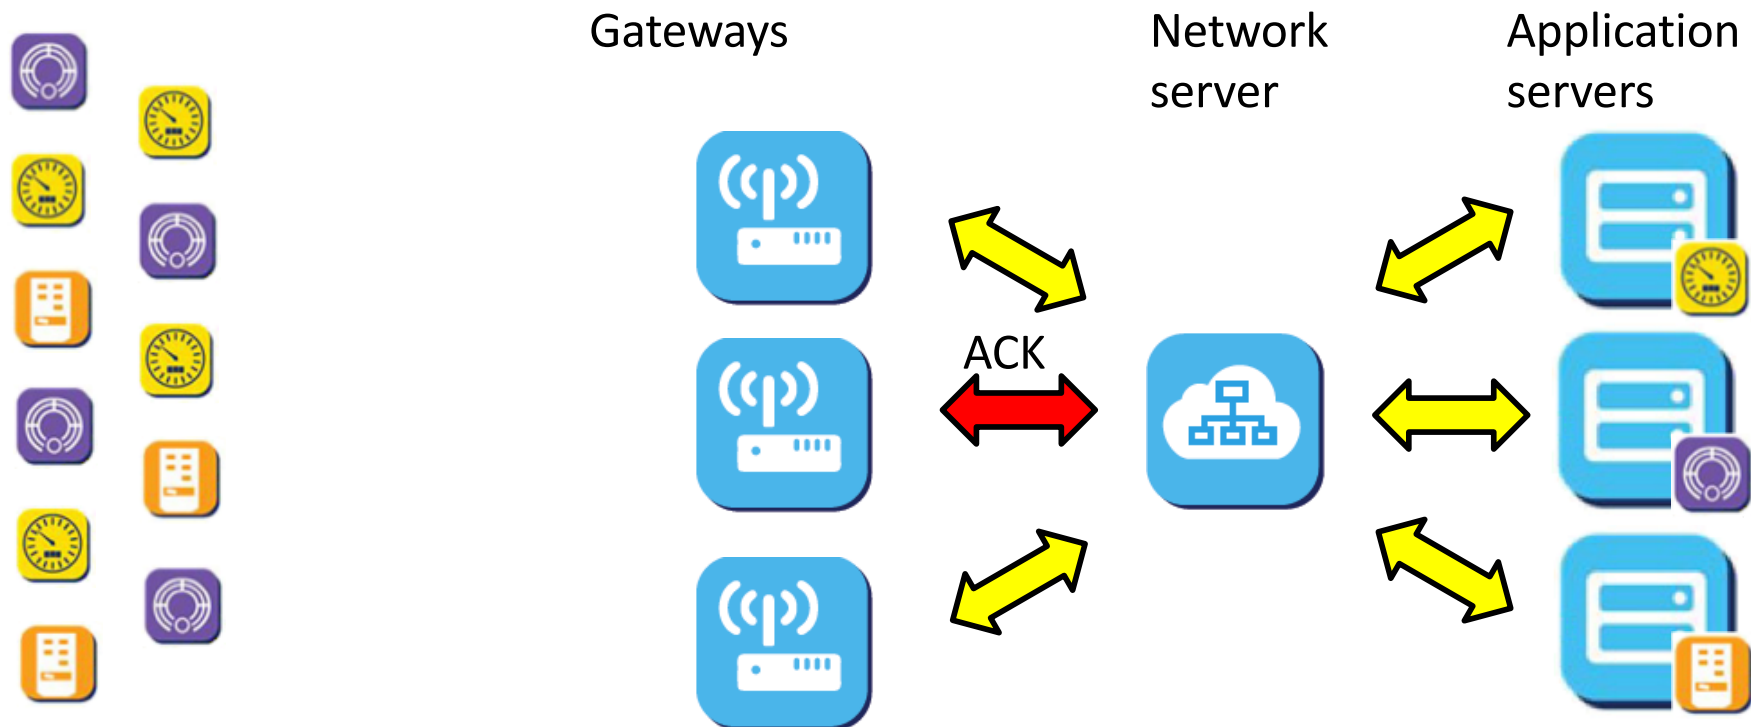 Gateways
Network
server
Application
servers
ACK